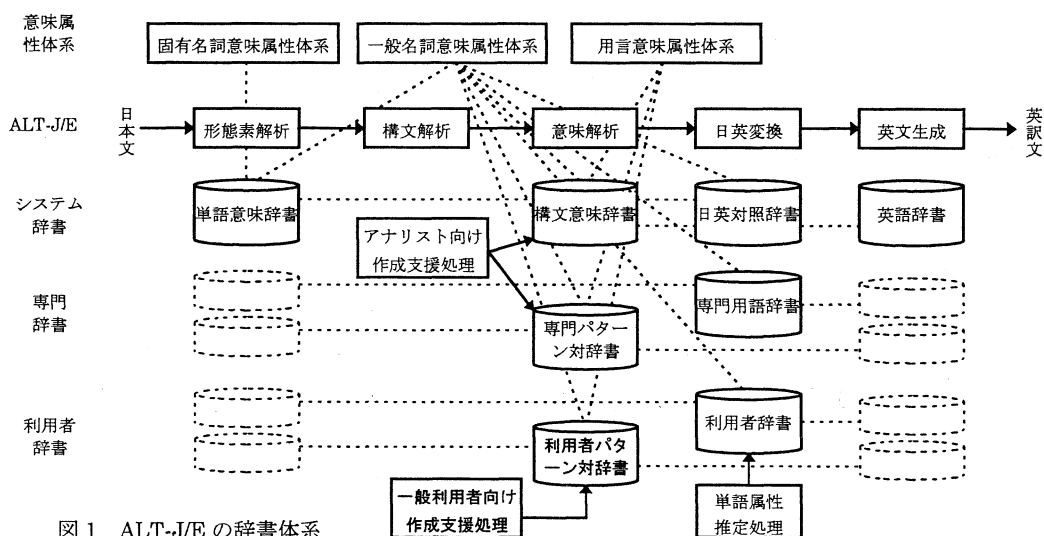 意味属
性体系
固有名詞意味属性体系
一般名詞意味属性体系
用言意味属性体系
ALT-J/E
日本文
形態素解析
構文解析
意味解析
日英変換
英文生成
英訳文
システム
辞書
単語意味辞書
構文意味辞書
日英対照辞書
英語辞書
アナリスト向け
作成支援処理
専門
辞書
専門用語辞書
専門パター
ン対辞書
利用者
辞書
利用者辞書
利用者パタ
ーン対辞書
一般利用者向け
作成支援処理
単語属性
推定処理
図1 ALT-J/Eの辞書体系